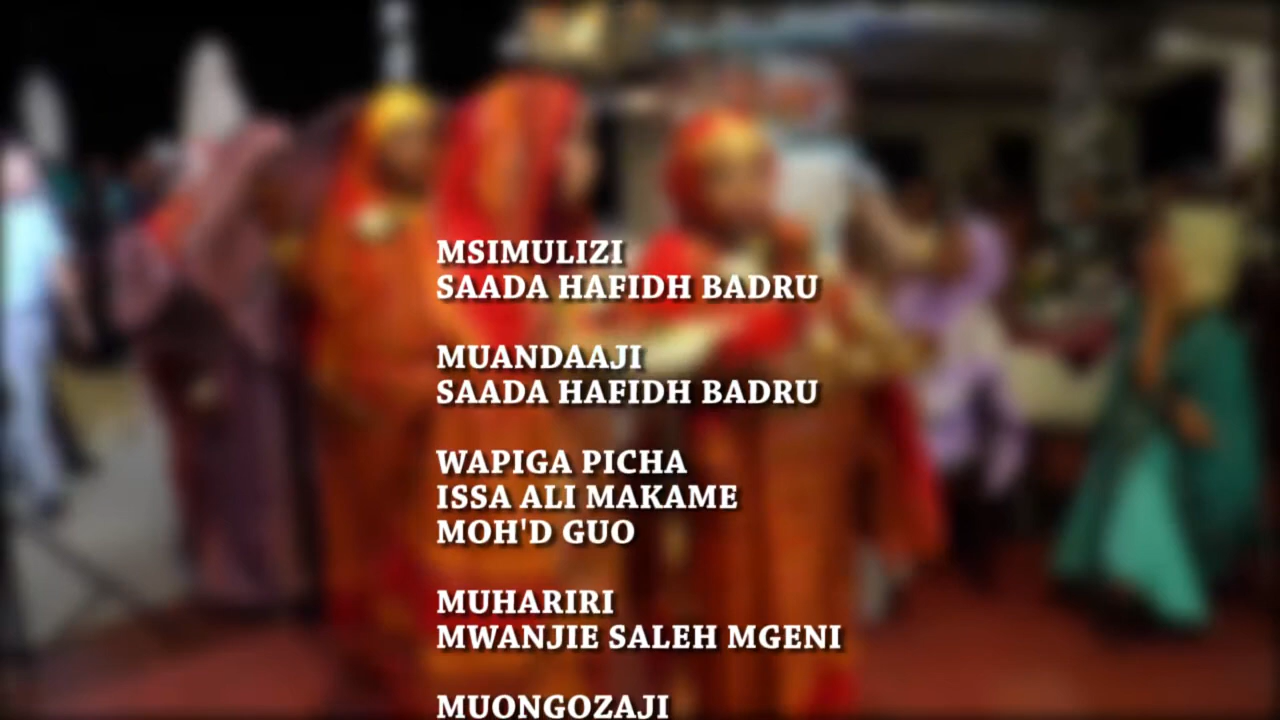 MSIMULIZI
SAADA HAFIDH BADRU
MUANDAAJI
SAADA HAFIDH BADRU
WAPIGA PICHA
ISSA ALI MAKAME
MOH'D GUO
MUHARIRI
MWANJIE SALEH MGENI
MUONGOZAJI